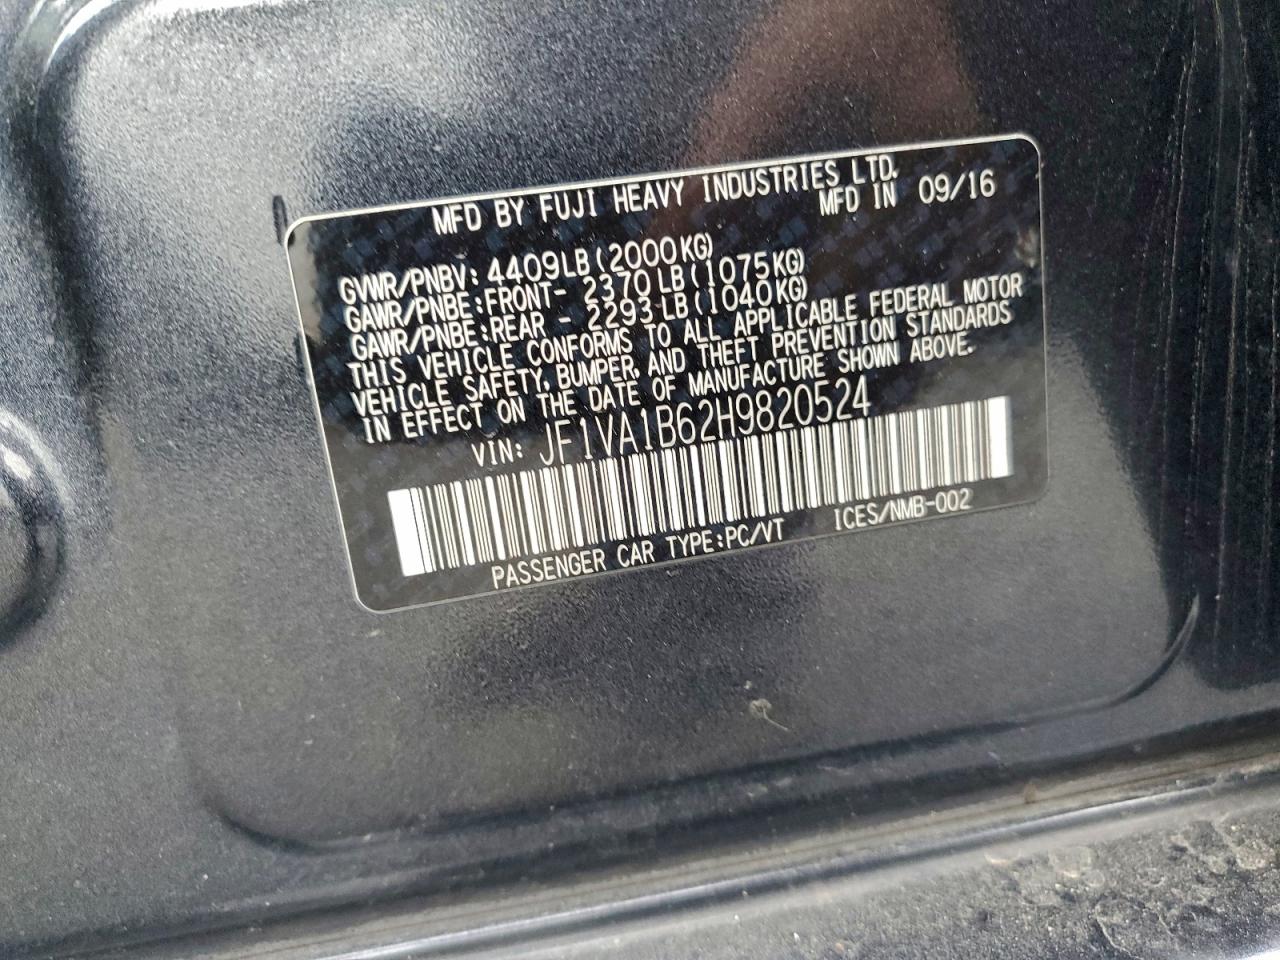 MFD BY FUJI HEAVY INDUSTRIES LTD.
MFD IN 09/16
GVWR/PNBV: 4409LB(2000KG)
GAWR/PNBE:FRONT- 2370LB(1075KG)
GAWR/PNBE:REAR - 2293LB(1040KG)
THIS VEHICLE CONFORMS TO ALL APPLICABLE FEDERAL MOTOR
VEHICLE SAFETY, BUMPER, AND THEFT PREVENTION STANDARDS
IN EFFECT ON THE DATE OF MANUFACTURE SHOWN ABOVE.
VIN: JF1VA1B62H9820524
PASSENGER CAR TYPE:PC/VT ICES/NMB-002